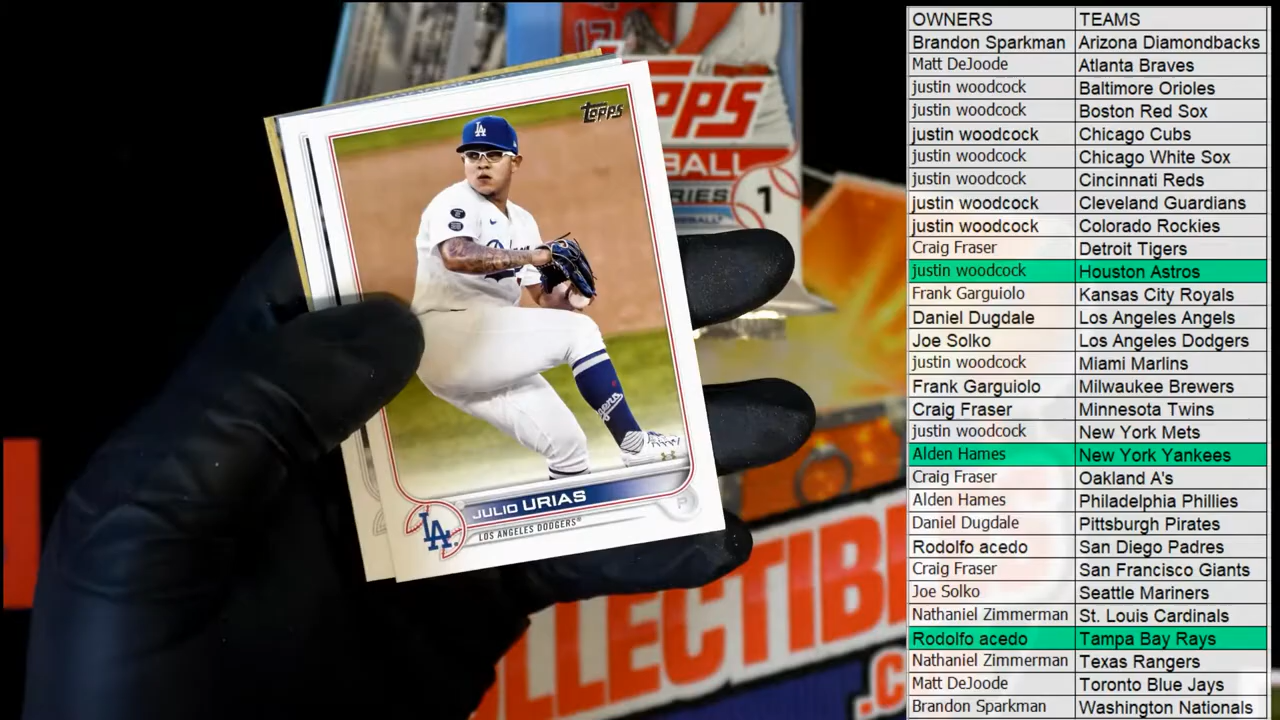 Topps
LA
JULIO URIAS
P
LA
LOS ANGELES DODGERS
PPS
BALL
RIES 1
COLLECTIBL
.C
OWNERS TEAMS
Brandon Sparkman Arizona Diamondbacks
Matt DeJoode Atlanta Braves
justin woodcock Baltimore Orioles
justin woodcock Boston Red Sox
justin woodcock Chicago Cubs
justin woodcock Chicago White Sox
justin woodcock Cincinnati Reds
justin woodcock Cleveland Guardians
justin woodcock Colorado Rockies
Craig Fraser Detroit Tigers
justin woodcock Houston Astros
Frank Garguiolo Kansas City Royals
Daniel Dugdale Los Angeles Angels
Joe Solko Los Angeles Dodgers
justin woodcock Miami Marlins
Frank Garguiolo Milwaukee Brewers
Craig Fraser Minnesota Twins
justin woodcock New York Mets
Alden Hames New York Yankees
Craig Fraser Oakland A's
Alden Hames Philadelphia Phillies
Daniel Dugdale Pittsburgh Pirates
Rodolfo acedo San Diego Padres
Craig Fraser San Francisco Giants
Joe Solko Seattle Mariners
Nathaniel Zimmerman St. Louis Cardinals
Rodolfo acedo Tampa Bay Rays
Nathaniel Zimmerman Texas Rangers
Matt DeJoode Toronto Blue Jays
Brandon Sparkman Washington Nationals